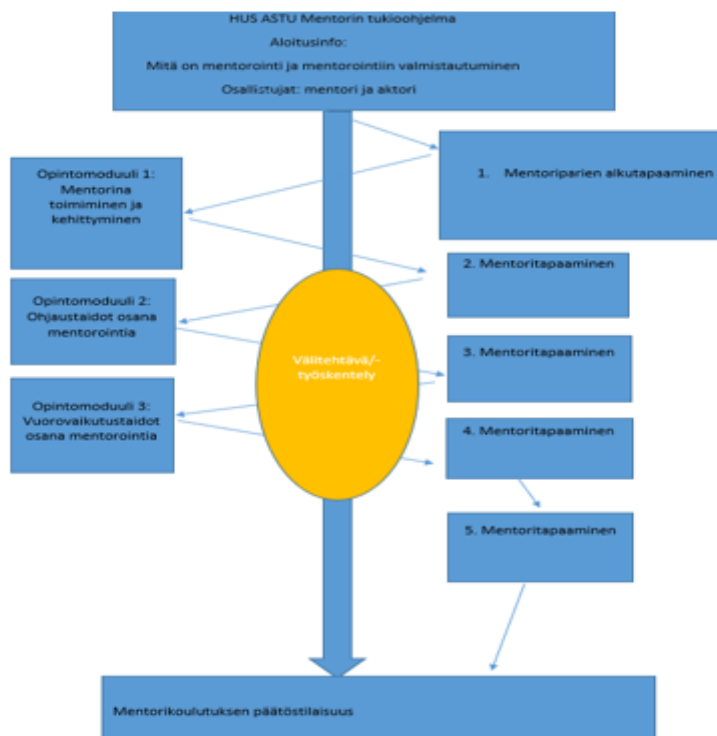 HUS ASTU Mentorin tukiohjelma
Aloitusinfo:
Mitä on mentorointi ja mentorointiin valmistautuminen
Osallistujat: mentori ja aktori
1. Mentoriparien alkutapaaminen
Opintomoduuli 1:
Mentorina
toimiminen ja
kehittyminen
2. Mentoritapaaminen
Opintomoduuli 2:
Ohjaustaidot osana
mentorointia
3. Mentoritapaaminen
Välitehtävä/-
työskentely
Opintomoduuli 3:
Vuorovaikutustaidot
osana mentorointia
4. Mentoritapaaminen
5. Mentoritapaaminen
Mentorikoulutuksen päätöstilaisuus